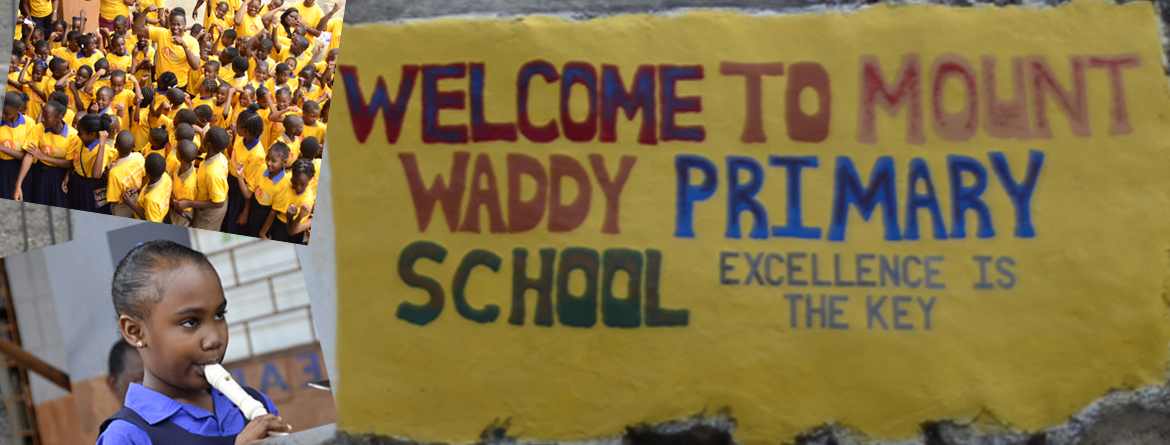 WELCOME TO MOUNT
WADDY PRIMARY
SCHOOL
EXCELLENCE IS
THE KEY